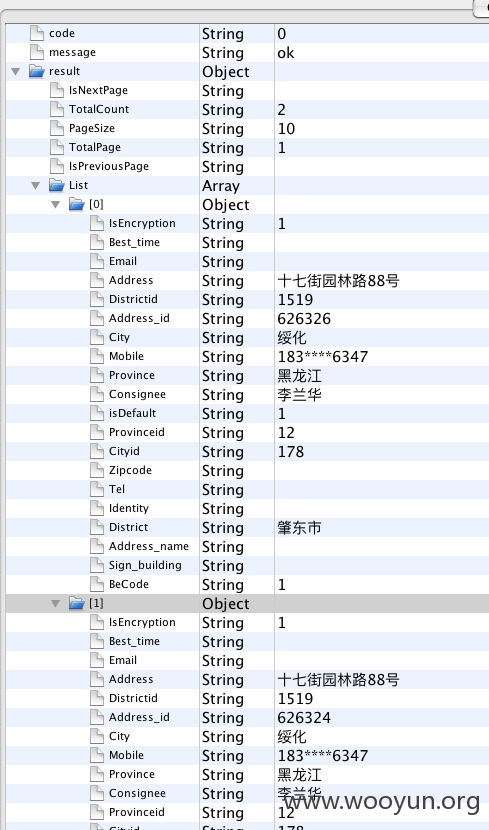 code String 0
message String ok
result Object
IsNextPage String
TotalCount String 2
PageSize String 10
TotalPage String 1
IsPreviousPage String
List Array
[0] Object
IsEncryption String 1
Best_time String
Email String
Address String 十七街园林路88号
Districtid String 1519
Address_id String 626326
City String 绥化
Mobile String 183****6347
Province String 黑龙江
Consignee String 李兰华
isDefault String 1
Provinceid String 12
Cityid String 178
Zipcode String
Tel String
Identity String
District String 肇东市
Address_name String
Sign_building String
BeCode String 1
[1] Object
IsEncryption String 1
Best_time String
Email String
Address String 十七街园林路88号
Districtid String 1519
Address_id String 626324
City String 绥化
Mobile String 183****6347
Province String 黑龙江
Consignee String 李兰华
www.wooyun.org
Provinceid String 12
Cityid String 178